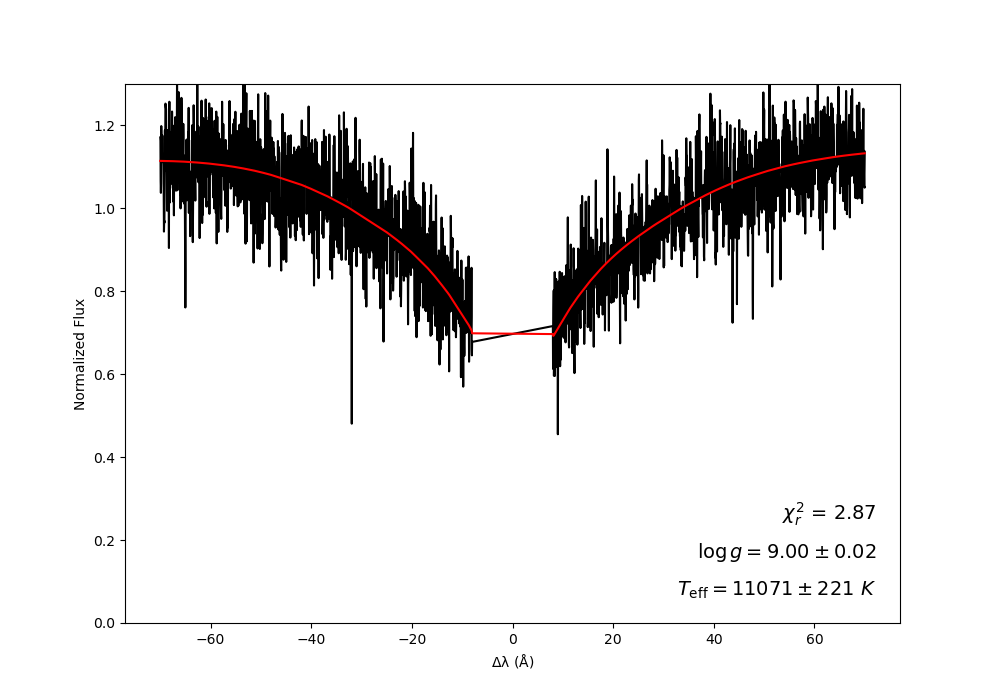 1.2
1.0
0.8
0.6
0.4
0.2
0.0
Normalized Flux
χ²ᵣ = 2.87
log g = 9.00 ± 0.02
T_eff = 11071 ± 221 K
−60 −40 −20 0 20 40 60
Δλ (Å)